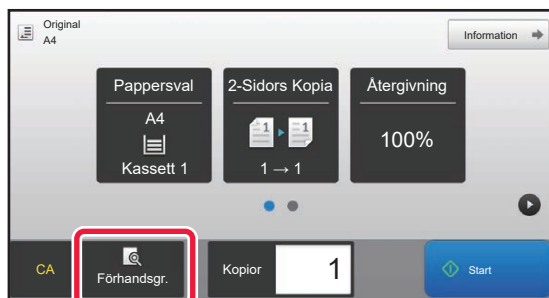 Original
A4
Information
Pappersval
A4
Kassett 1
2-Sidors Kopia
1 1
1 → 1
Återgivning
100%
CA
Förhandsgr.
Kopior
1
Start